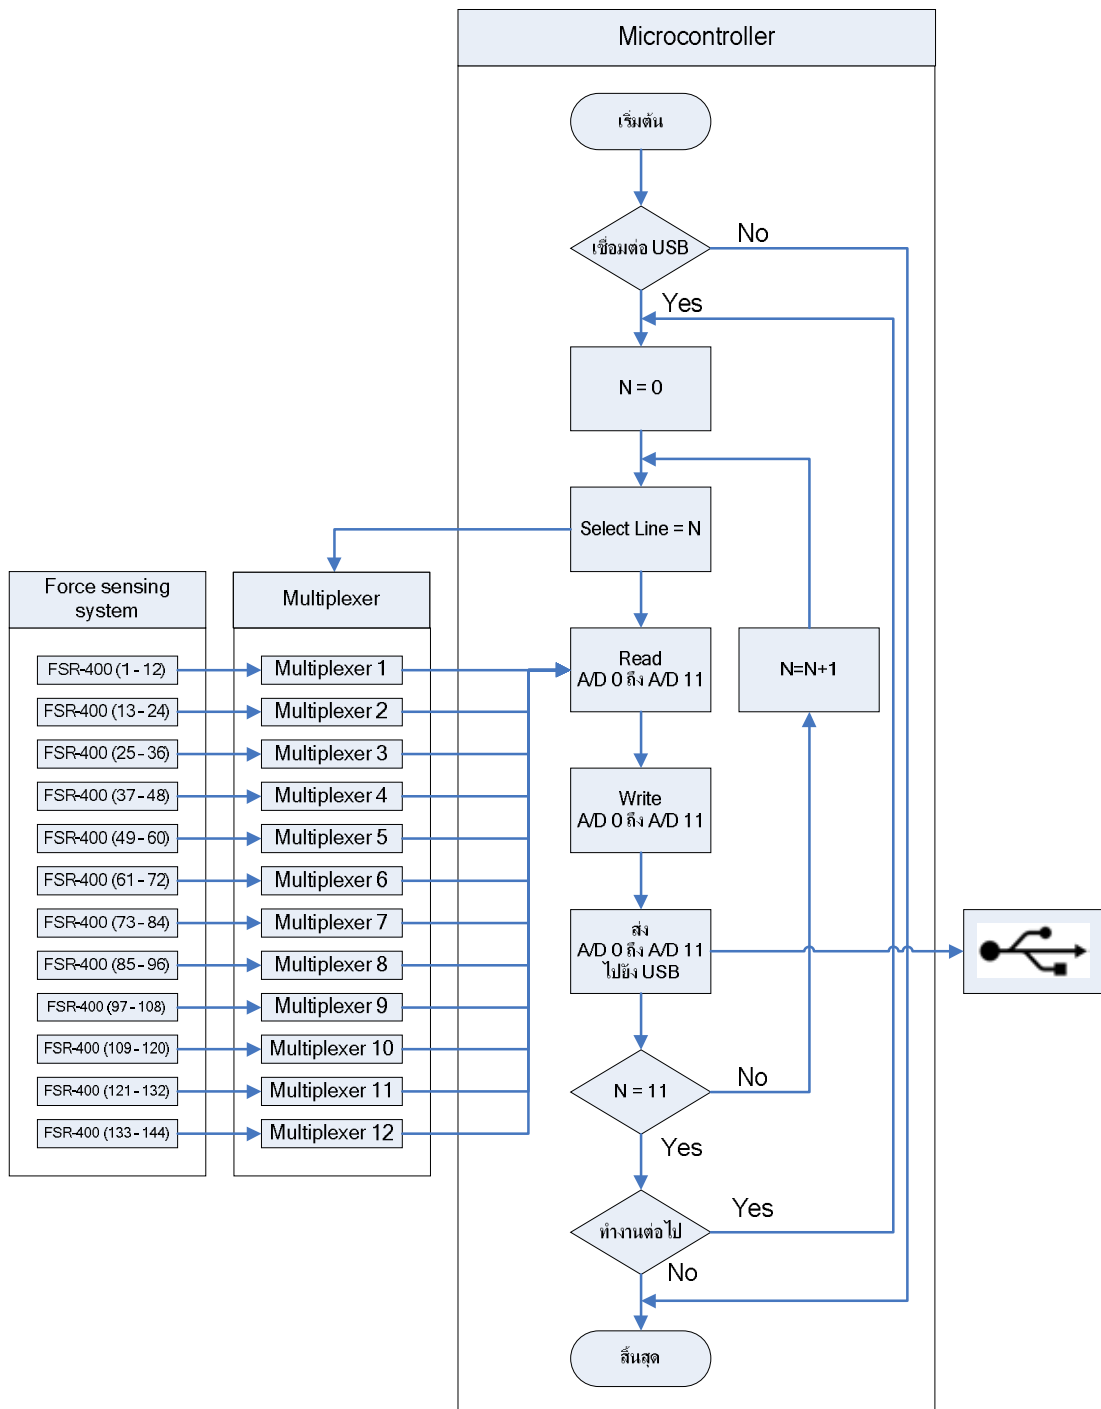 Microcontroller
เริ่มต้น
เชื่อมต่อ USB
No
Yes
N = 0
Select Line = N
Force sensing
system
Multiplexer
FSR-400 (1 - 12)
Multiplexer 1
Read
A/D 0 ถึง A/D 11
N=N+1
FSR-400 (13 - 24)
Multiplexer 2
FSR-400 (25 - 36)
Multiplexer 3
FSR-400 (37 - 48)
Multiplexer 4
Write
A/D 0 ถึง A/D 11
FSR-400 (49 - 60)
Multiplexer 5
FSR-400 (61 - 72)
Multiplexer 6
FSR-400 (73 - 84)
Multiplexer 7
ส่ง
A/D 0 ถึง A/D 11
ไปยัง USB
FSR-400 (85 - 96)
Multiplexer 8
FSR-400 (97 - 108)
Multiplexer 9
FSR-400 (109 - 120)
Multiplexer 10
FSR-400 (121 - 132)
Multiplexer 11
N = 11
No
FSR-400 (133 - 144)
Multiplexer 12
Yes
ทำงานต่อไป
Yes
No
สิ้นสุด